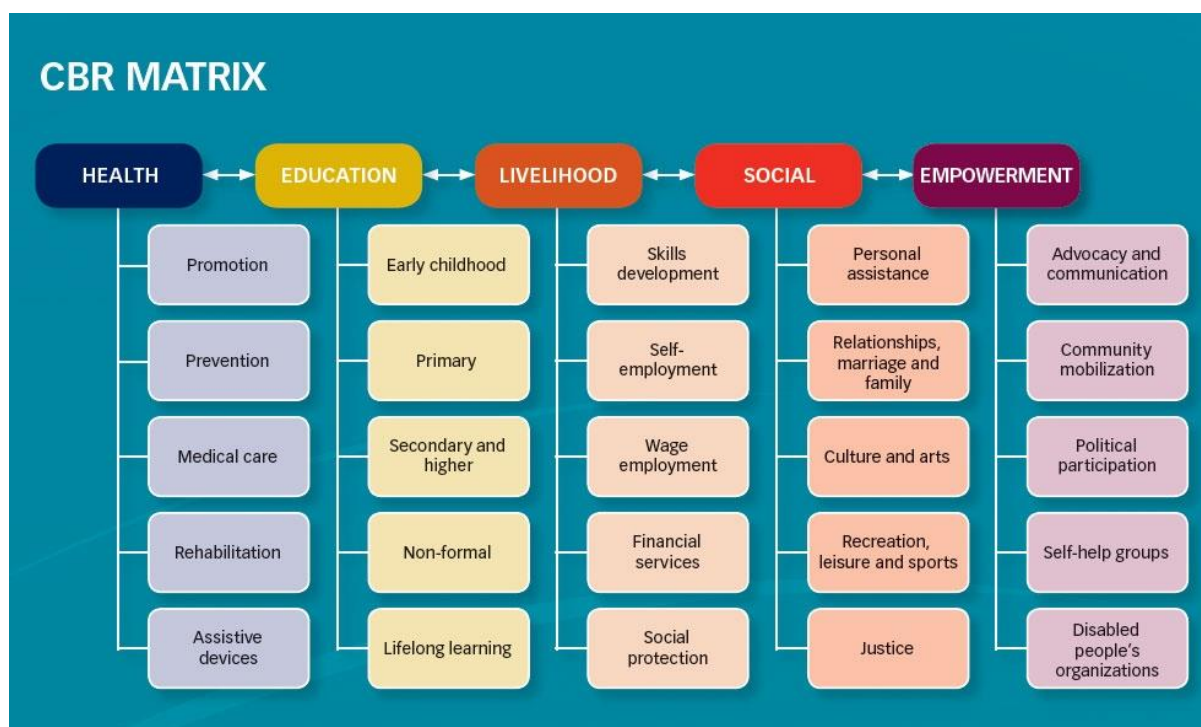 CBR MATRIX
HEALTH
EDUCATION
LIVELIHOOD
SOCIAL
EMPOWERMENT
Promotion
Prevention
Medical care
Rehabilitation
Assistive
devices
Early childhood
Primary
Secondary and
higher
Non-formal
Lifelong learning
Skills
development
Self-
employment
Wage
employment
Financial
services
Social
protection
Personal
assistance
Relationships,
marriage and
family
Culture and arts
Recreation,
leisure and sports
Justice
Advocacy and
communication
Community
mobilization
Political
participation
Self-help groups
Disabled
people’s
organizations